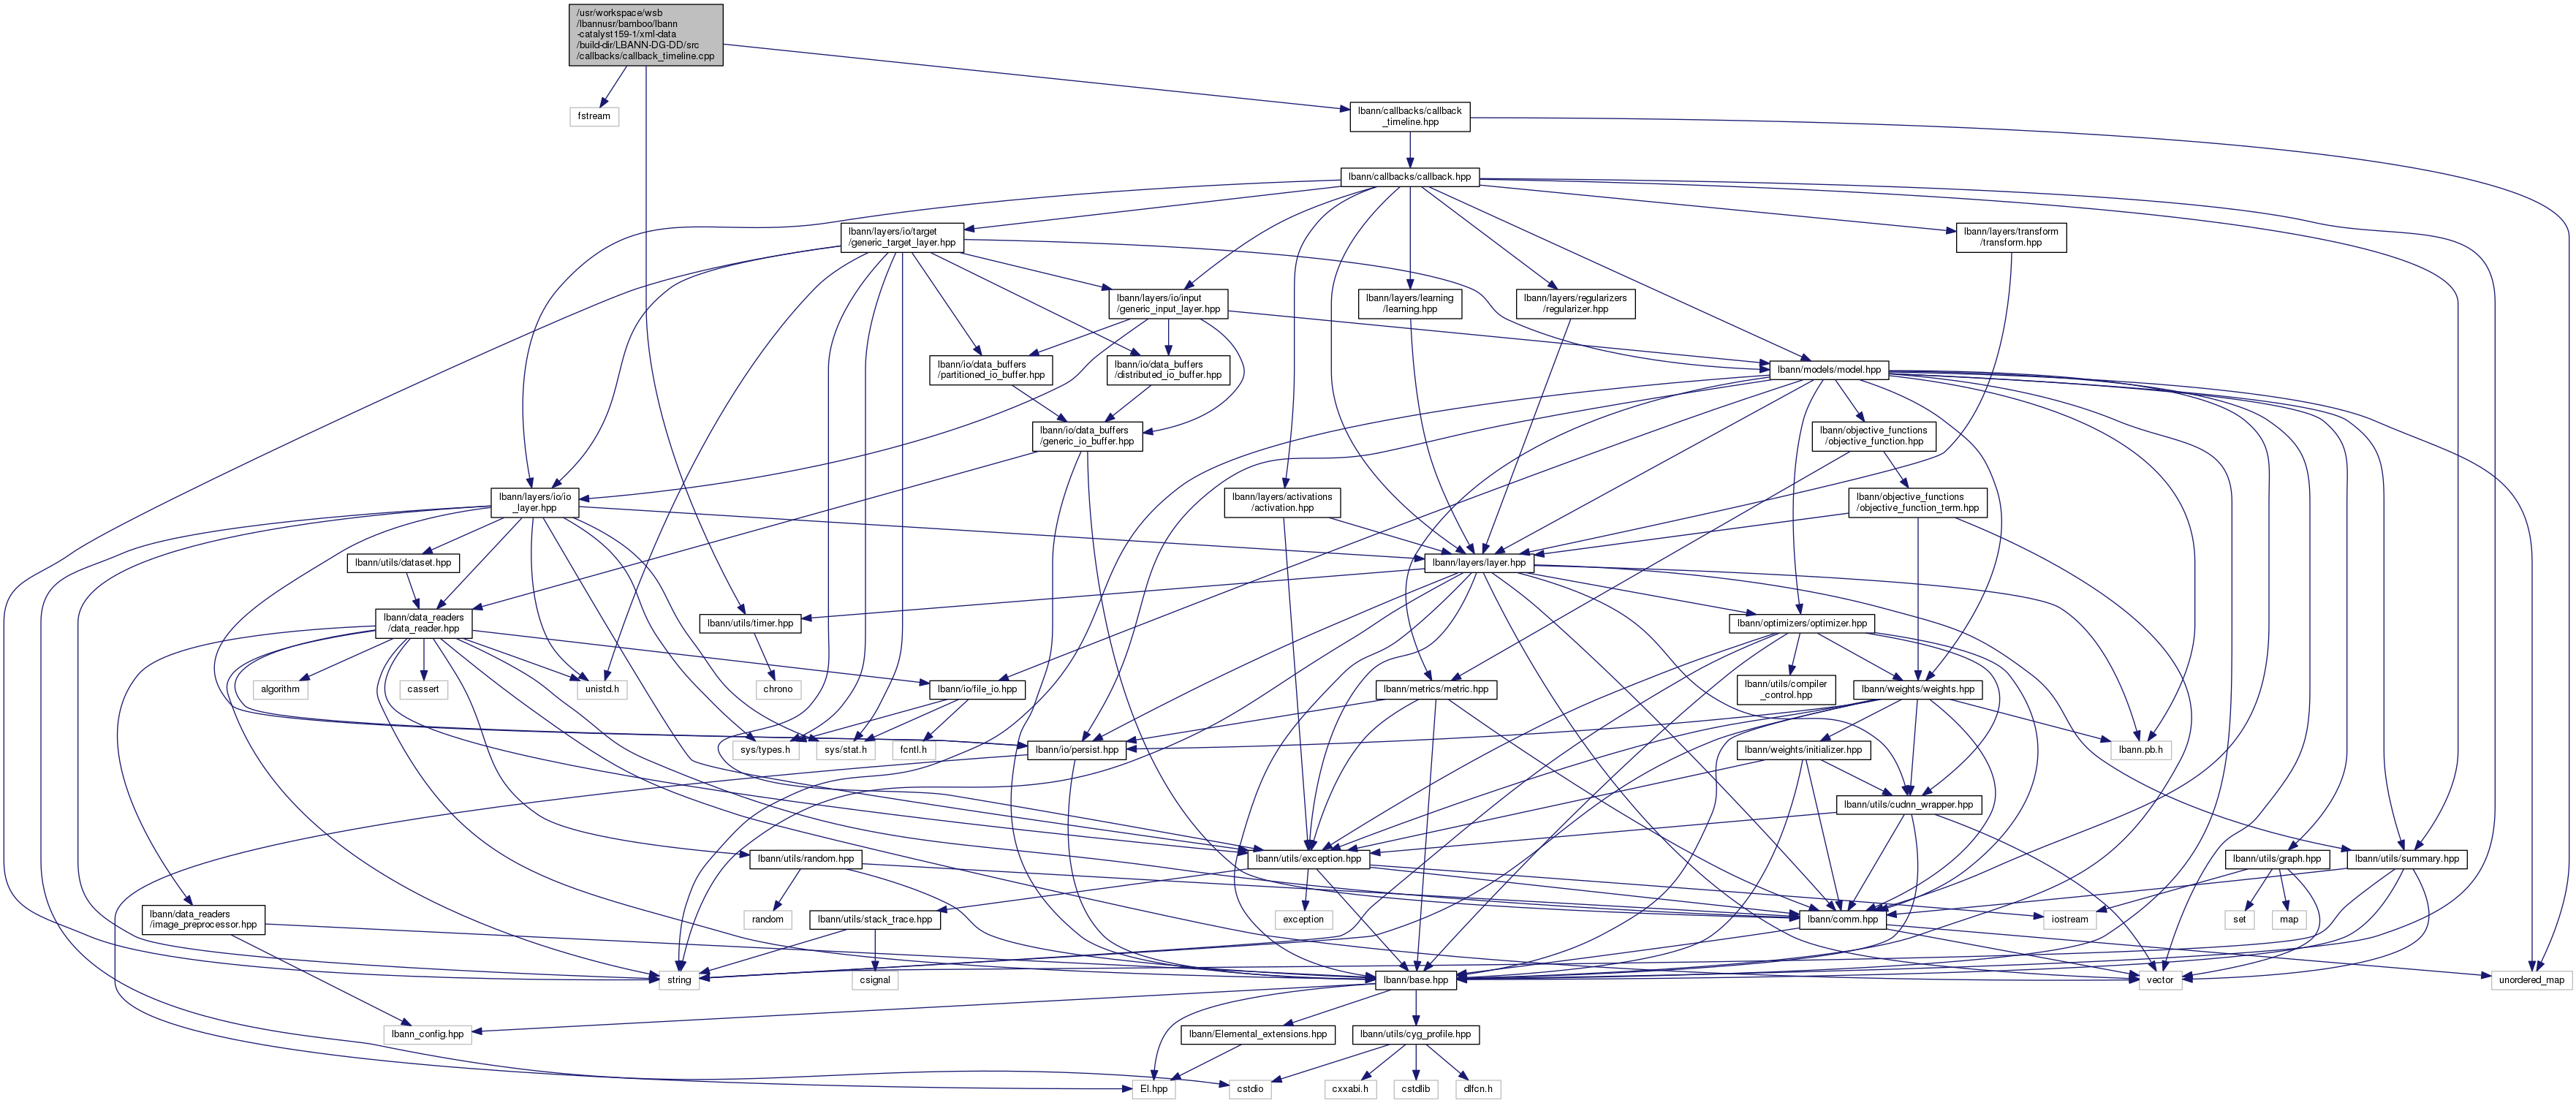 /usr/workspace/wsb
/lbannusr/bamboo/lbann
-catalyst159-1/xml-data
/build-dir/LBANN-DG-DD/src
/callbacks/callback_timeline.cpp
fstream
lbann/callbacks/callback
_timeline.hpp
lbann/callbacks/callback.hpp
lbann/layers/io/target
/generic_target_layer.hpp
lbann/layers/transform
/transform.hpp
lbann/layers/io/input
/generic_input_layer.hpp
lbann/layers/learning
/learning.hpp
lbann/layers/regularizers
/regularizer.hpp
lbann/io/data_buffers
/partitioned_io_buffer.hpp
lbann/io/data_buffers
/distributed_io_buffer.hpp
lbann/models/model.hpp
lbann/io/data_buffers
/generic_io_buffer.hpp
lbann/objective_functions
/objective_function.hpp
lbann/layers/io/io
_layer.hpp
lbann/layers/activations
/activation.hpp
lbann/objective_functions
/objective_function_term.hpp
lbann/utils/dataset.hpp
lbann/layers/layer.hpp
lbann/data_readers
/data_reader.hpp
lbann/utils/timer.hpp
lbann/optimizers/optimizer.hpp
algorithm
cassert
unistd.h
chrono
lbann/io/file_io.hpp
lbann/metrics/metric.hpp
lbann/utils/compiler
_control.hpp
lbann/weights/weights.hpp
sys/types.h
sys/stat.h
fcntl.h
lbann/io/persist.hpp
lbann/weights/initializer.hpp
lbann.pb.h
lbann/utils/cudnn_wrapper.hpp
lbann/utils/random.hpp
lbann/utils/exception.hpp
lbann/utils/graph.hpp
lbann/utils/summary.hpp
lbann/data_readers
/image_preprocessor.hpp
random
lbann/utils/stack_trace.hpp
exception
lbann/comm.hpp
iostream
set
map
string
csignal
lbann/base.hpp
vector
unordered_map
lbann_config.hpp
lbann/Elemental_extensions.hpp
lbann/utils/cyg_profile.hpp
El.hpp
cstdio
cxxabi.h
cstdlib
dlfcn.h